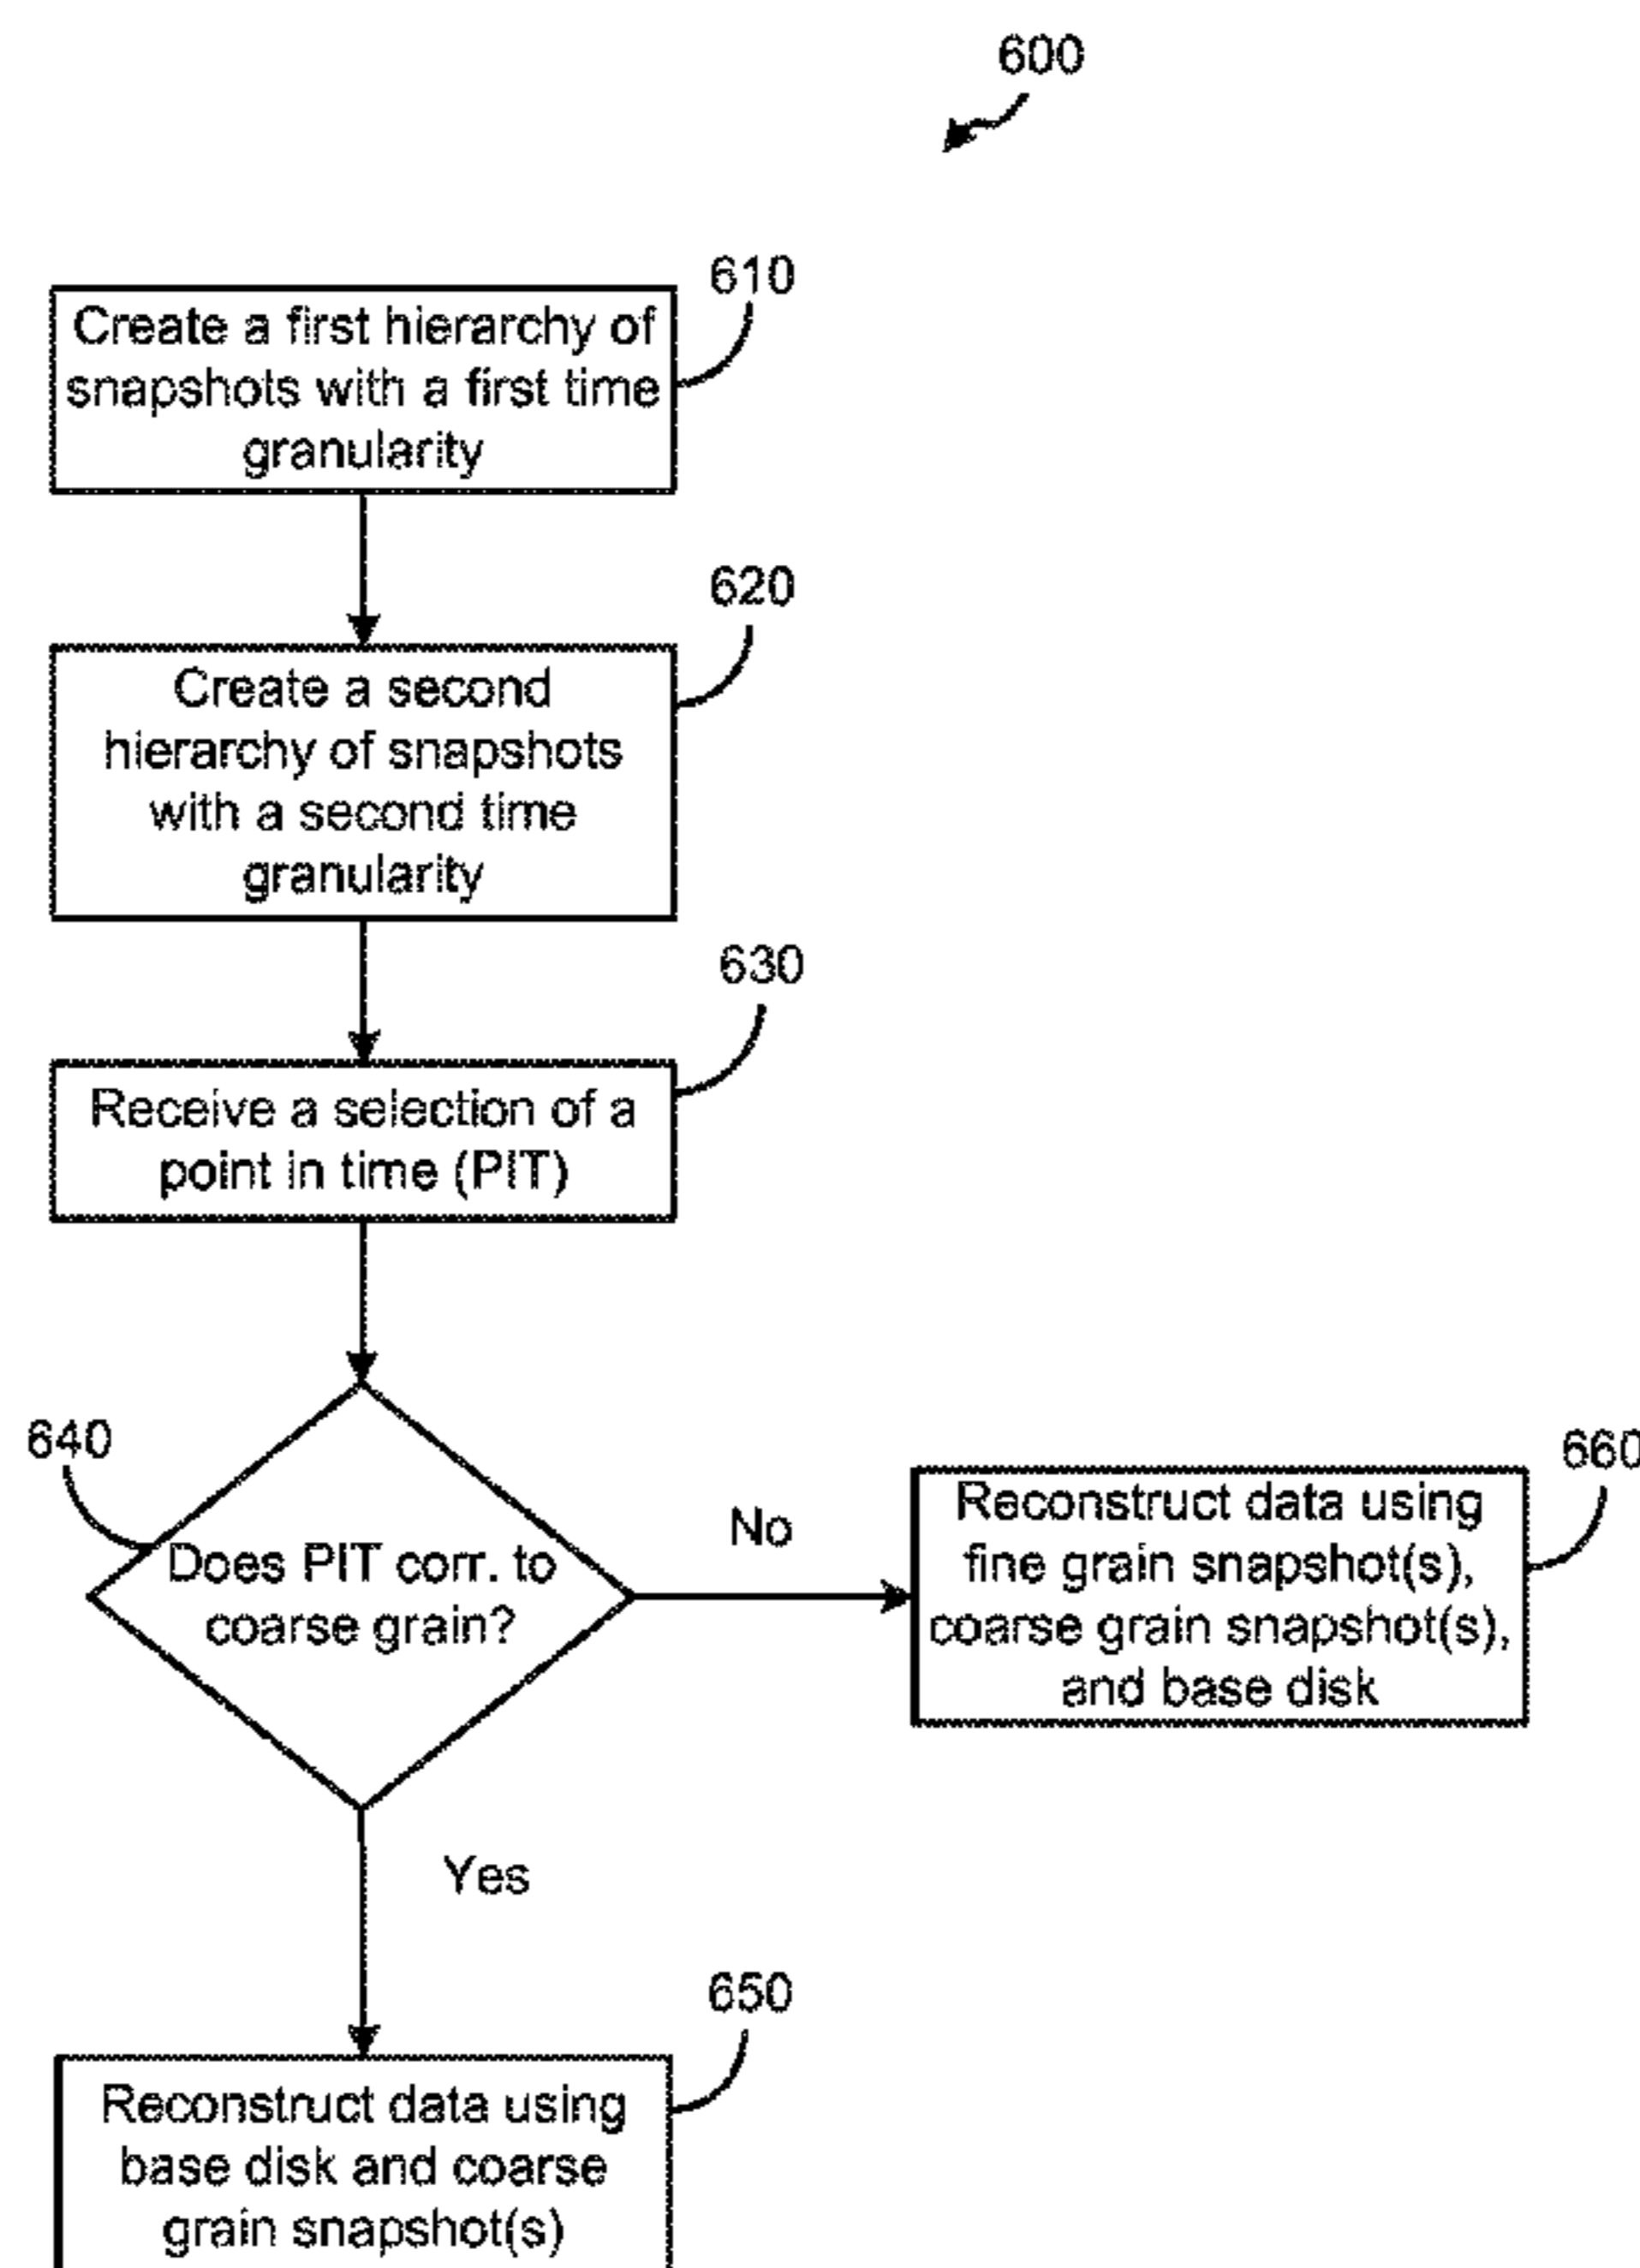 600
610
Create a first hierarchy of
snapshots with a first time
granularity
620
Create a second
hierarchy of snapshots
with a second time
granularity
630
Receive a selection of a
point in time (PIT)
640
Does PIT corr. to
coarse grain?
No
660
Reconstruct data using
fine grain snapshot(s),
coarse grain snapshot(s),
and base disk
Yes
650
Reconstruct data using
base disk and coarse
grain snapshot(s)